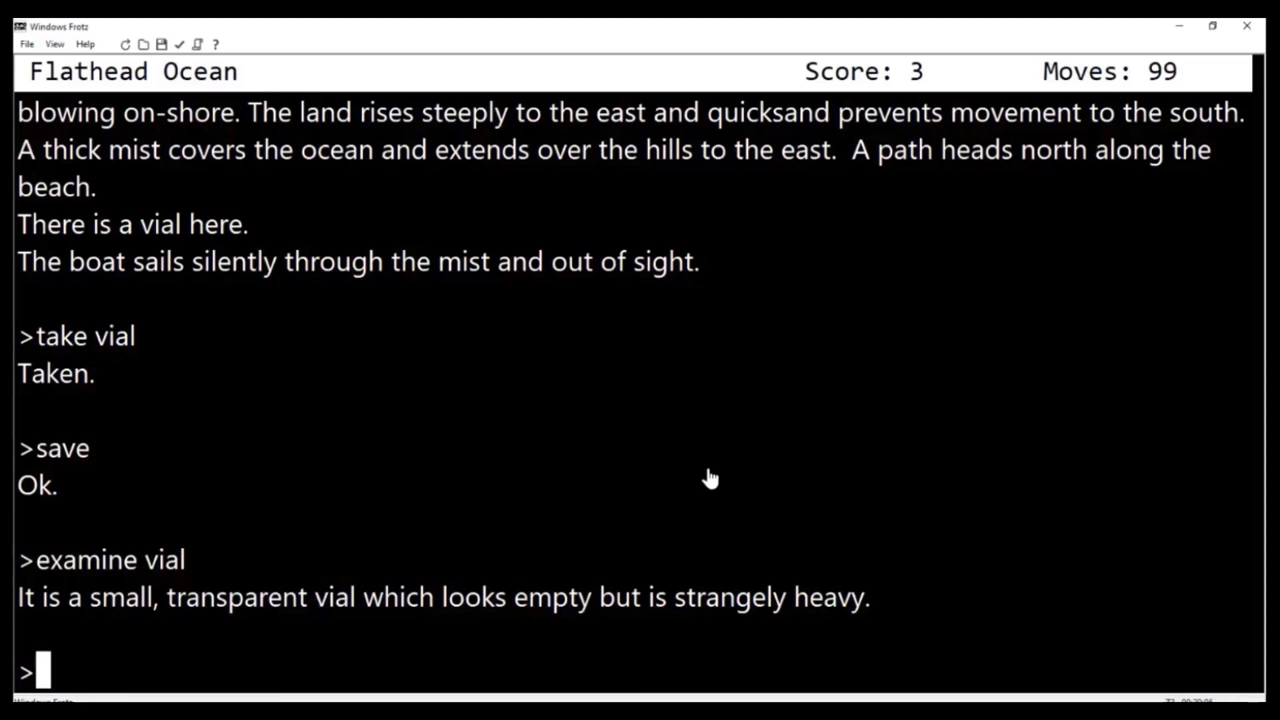 Windows Frotz
File View Help ?
Flathead Ocean Score: 3 Moves: 99
blowing on-shore. The land rises steeply to the east and quicksand prevents movement to the south.
A thick mist covers the ocean and extends over the hills to the east. A path heads north along the
beach.
There is a vial here.
The boat sails silently through the mist and out of sight.
>take vial
Taken.
>save
Ok.
>examine vial
It is a small, transparent vial which looks empty but is strangely heavy.
>